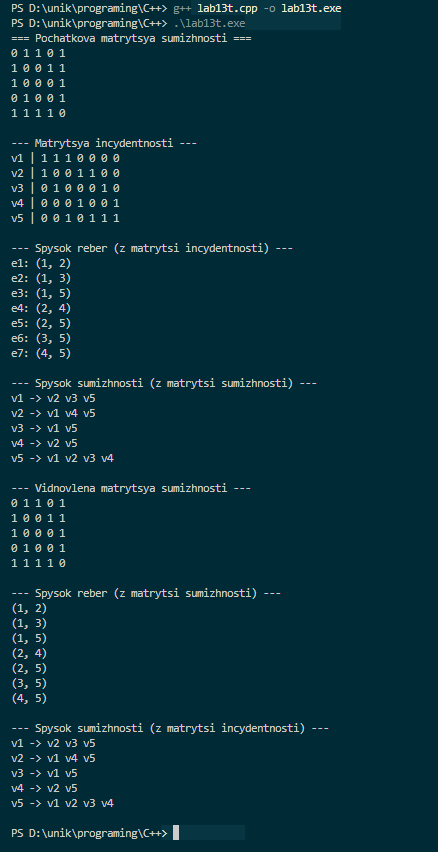 PS D:\unik\programing\C++> g++ lab13t.cpp -o lab13t.exe
PS D:\unik\programing\C++> .\lab13t.exe
=== Pochatkova matrytsya sumizhnosti ===
0 1 1 0 1
1 0 0 1 1
1 0 0 0 1
0 1 0 0 1
1 1 1 1 0
--- Matrytsya incydentnosti ---
v1 | 1 1 1 0 0 0 0
v2 | 1 0 0 1 1 0 0
v3 | 0 1 0 0 0 1 0
v4 | 0 0 0 1 0 0 1
v5 | 0 0 1 0 1 1 1
--- Spysok reber (z matrytsi incydentnosti) ---
e1: (1, 2)
e2: (1, 3)
e3: (1, 5)
e4: (2, 4)
e5: (2, 5)
e6: (3, 5)
e7: (4, 5)
--- Spysok sumizhnosti (z matrytsi sumizhnosti) ---
v1 -> v2 v3 v5
v2 -> v1 v4 v5
v3 -> v1 v5
v4 -> v2 v5
v5 -> v1 v2 v3 v4
--- Vidnovlena matrytsya sumizhnosti ---
0 1 1 0 1
1 0 0 1 1
1 0 0 0 1
0 1 0 0 1
1 1 1 1 0
--- Spysok reber (z matrytsi sumizhnosti) ---
(1, 2)
(1, 3)
(1, 5)
(2, 4)
(2, 5)
(3, 5)
(4, 5)
--- Spysok sumizhnosti (z matrytsi incydentnosti) ---
v1 -> v2 v3 v5
v2 -> v1 v4 v5
v3 -> v1 v5
v4 -> v2 v5
v5 -> v1 v2 v3 v4
PS D:\unik\programing\C++>